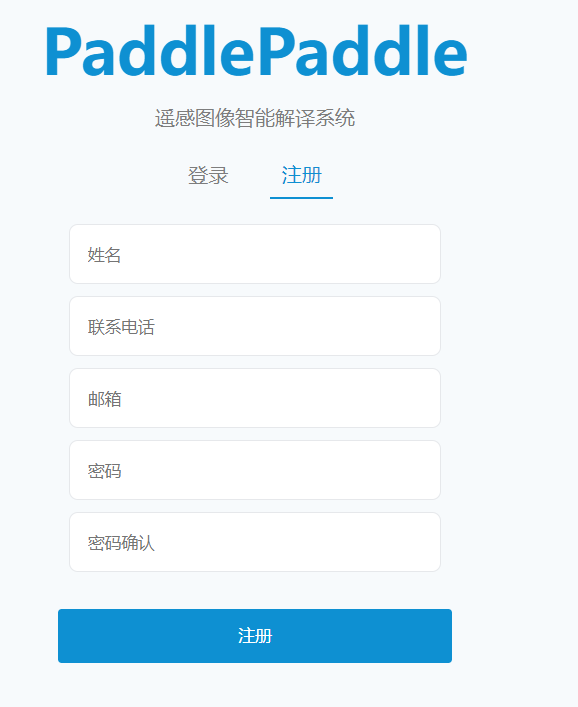 PaddlePaddle
遥感图像智能解译系统
登录 注册
姓名
联系电话
邮箱
密码
密码确认
注册